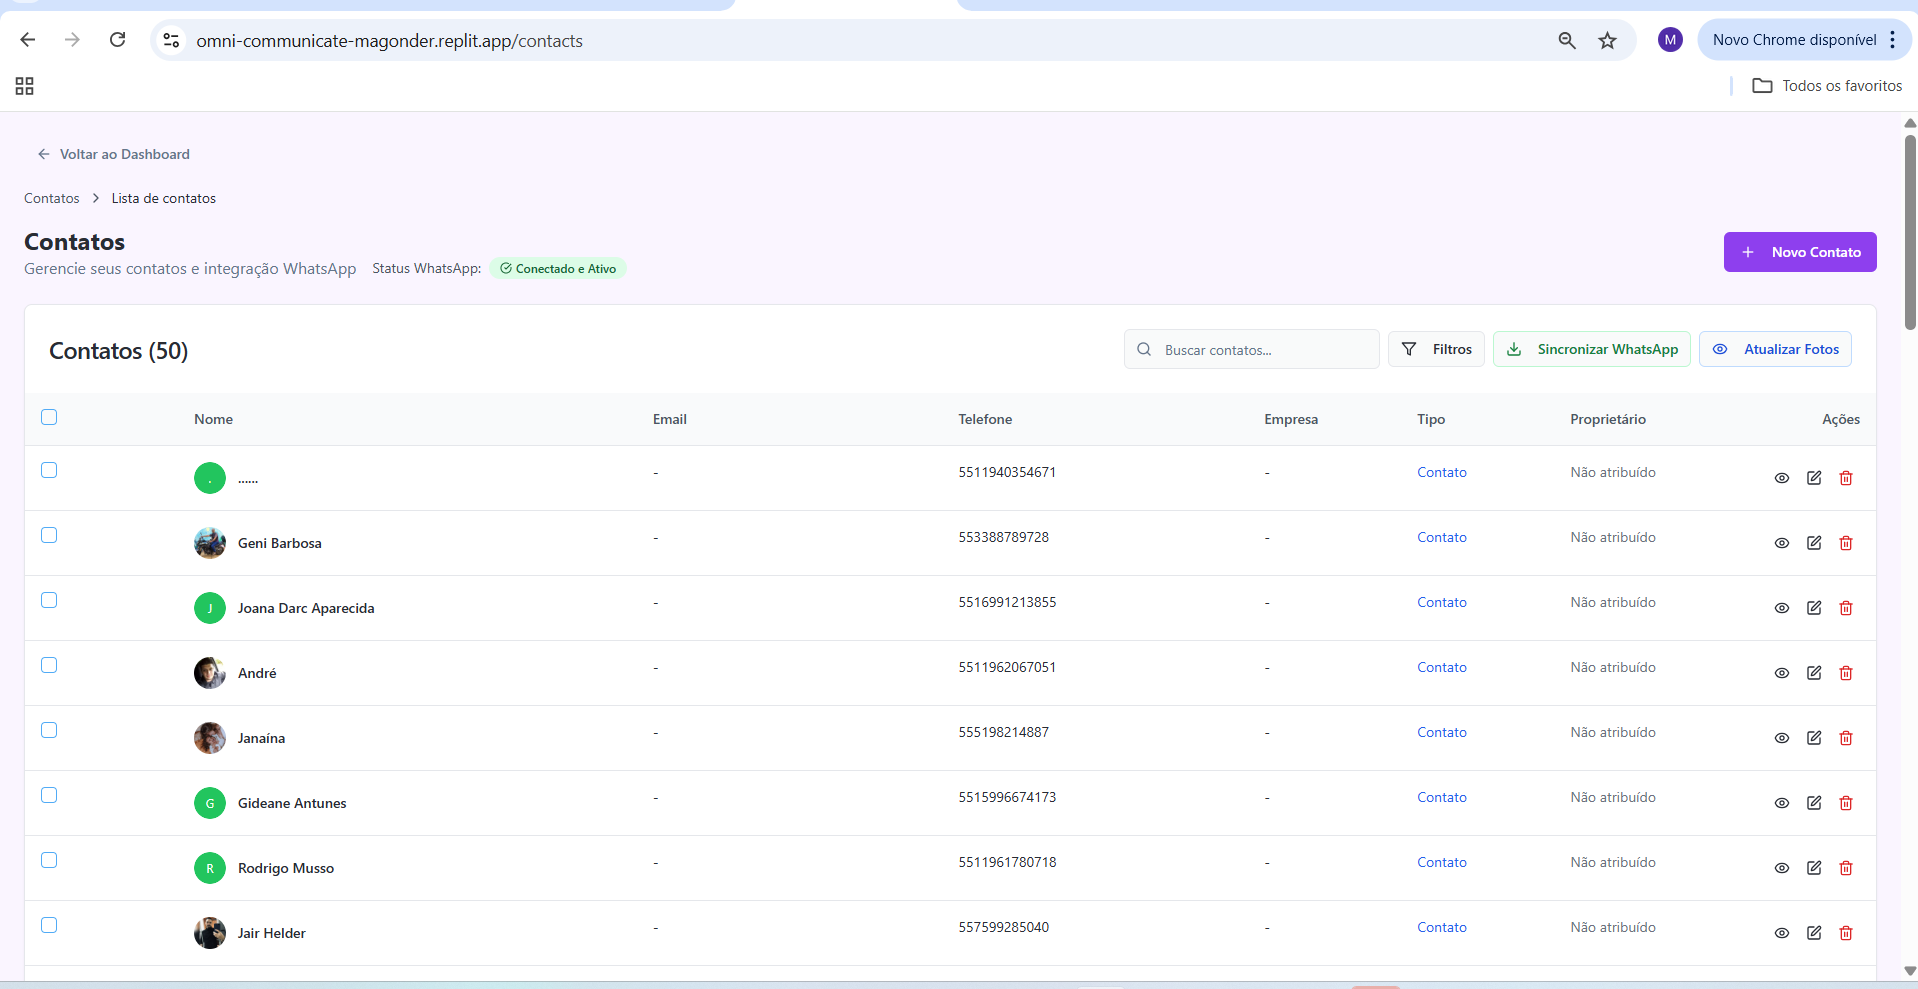 omni-communicate-magonder.replit.app/contacts
M
Novo Chrome disponível
Todos os favoritos
Voltar ao Dashboard
Contatos > Lista de contatos
Contatos
Gerencie seus contatos e integração WhatsApp Status WhatsApp: Conectado e Ativo
Novo Contato
Contatos (50)
Buscar contatos...
Filtros
Sincronizar WhatsApp
Atualizar Fotos
Nome Email Telefone Empresa Tipo Proprietário Ações
. ...... - 5511940354671 - Contato Não atribuído
Geni Barbosa - 553388789728 - Contato Não atribuído
J Joana Darc Aparecida - 5516991213855 - Contato Não atribuído
André - 5511962067051 - Contato Não atribuído
Janaína - 555198214887 - Contato Não atribuído
G Gideane Antunes - 5515996674173 - Contato Não atribuído
R Rodrigo Musso - 5511961780718 - Contato Não atribuído
Jair Helder - 557599285040 - Contato Não atribuído